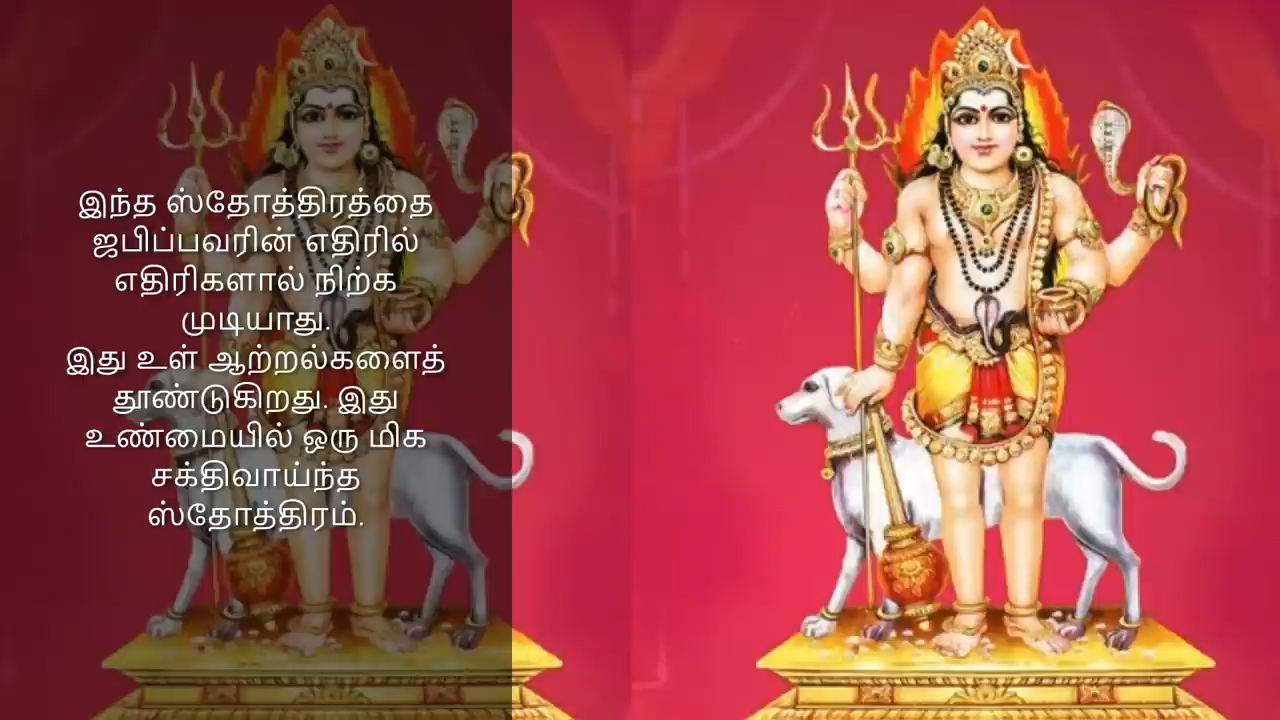 இந்த ஸ்தோத்திரத்தை
ஜபிப்பவரின் எதிரில்
எதிரிகளால் நிற்க
முடியாது.
இது உள் ஆற்றல்களைத்
தூண்டுகிறது. இது
உண்மையில் ஒரு மிக
சக்திவாய்ந்த
ஸ்தோத்திரம்.